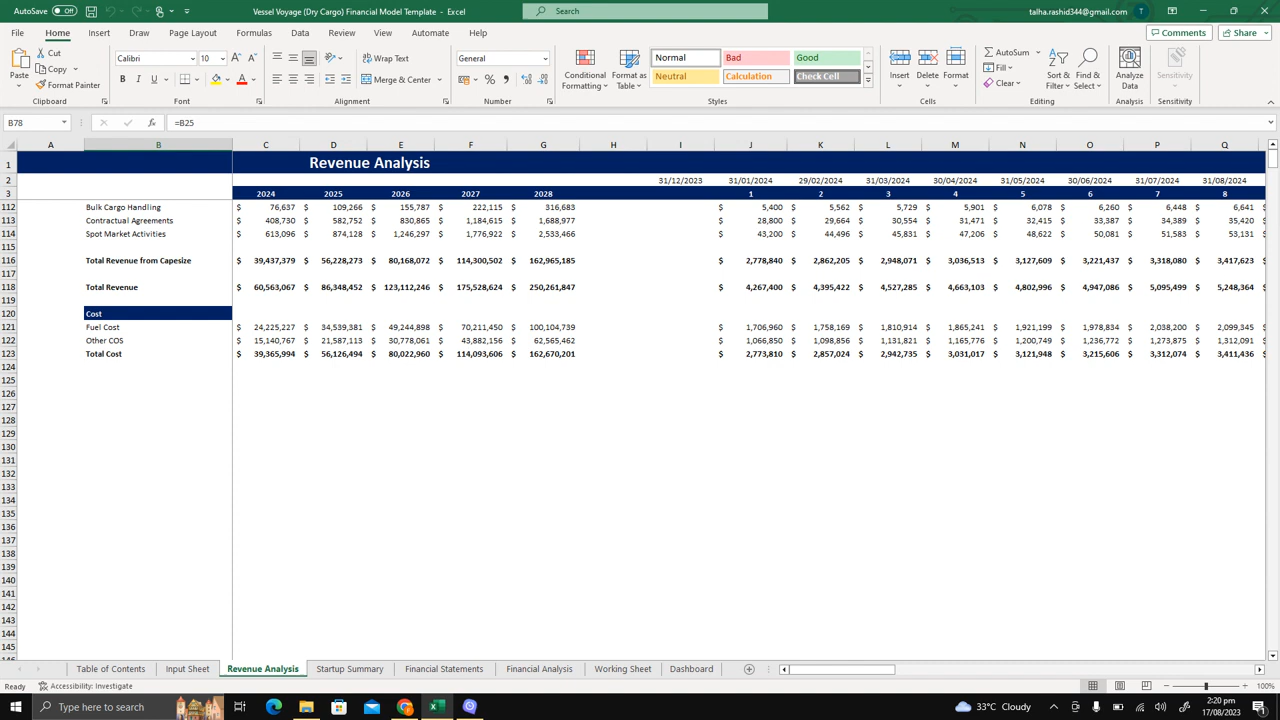 AutoSave Off Vessel Voyage (Dry Cargo) Financial Model Template - Excel Search talha.rashid344@gmail.com T
File Home Insert Draw Page Layout Formulas Data Review View Automate Help Comments Share
Paste Cut Copy Format Painter Clipboard
Calibri 10 A A B I U A Font
Wrap Text Merge & Center Alignment
General % Number
Conditional Formatting Format as Table Normal Bad Good Neutral Calculation Check Cell Styles
Insert Delete Format Cells
AutoSum Fill Clear Sort & Filter Find & Select Editing
Analyze Data Analysis
Sensitivity Sensitivity
B78 fx =B25
A B C D E F G H I J K L M N O P Q
1 Revenue Analysis
2 31/12/2023 31/01/2024 29/02/2024 31/03/2024 30/04/2024 31/05/2024 30/06/2024 31/07/2024 31/08/2024
3 2024 2025 2026 2027 2028 1 2 3 4 5 6 7 8
112 Bulk Cargo Handling $ 76,637 $ 109,266 $ 155,787 $ 222,115 $ 316,683 $ 5,400 $ 5,562 $ 5,729 $ 5,901 $ 6,078 $ 6,260 $ 6,448 $ 6,641 $
113 Contractual Agreements $ 408,730 $ 582,752 $ 830,865 $ 1,184,615 $ 1,688,977 $ 28,800 $ 29,664 $ 30,554 $ 31,471 $ 32,415 $ 33,387 $ 34,389 $ 35,420 $
114 Spot Market Activities $ 613,096 $ 874,128 $ 1,246,297 $ 1,776,922 $ 2,533,466 $ 43,200 $ 44,496 $ 45,831 $ 47,206 $ 48,622 $ 50,081 $ 51,583 $ 53,131 $
115
116 Total Revenue from Capesize $ 39,437,379 $ 56,228,273 $ 80,168,072 $ 114,300,502 $ 162,965,185 $ 2,778,840 $ 2,862,205 $ 2,948,071 $ 3,036,513 $ 3,127,609 $ 3,221,437 $ 3,318,080 $ 3,417,623 $
117
118 Total Revenue $ 60,563,067 $ 86,348,452 $ 123,112,246 $ 175,528,624 $ 250,261,847 $ 4,267,400 $ 4,395,422 $ 4,527,285 $ 4,663,103 $ 4,802,996 $ 4,947,086 $ 5,095,499 $ 5,248,364 $
119
120 Cost
121 Fuel Cost $ 24,225,227 $ 34,539,381 $ 49,244,898 $ 70,211,450 $ 100,104,739 $ 1,706,960 $ 1,758,169 $ 1,810,914 $ 1,865,241 $ 1,921,199 $ 1,978,834 $ 2,038,200 $ 2,099,345 $
122 Other COS $ 15,140,767 $ 21,587,113 $ 30,778,061 $ 43,882,156 $ 62,565,462 $ 1,066,850 $ 1,098,856 $ 1,131,821 $ 1,165,776 $ 1,200,749 $ 1,236,772 $ 1,273,875 $ 1,312,091 $
123 Total Cost $ 39,365,994 $ 56,126,494 $ 80,022,960 $ 114,093,606 $ 162,670,201 $ 2,773,810 $ 2,857,024 $ 2,942,735 $ 3,031,017 $ 3,121,948 $ 3,215,606 $ 3,312,074 $ 3,411,436 $
124
125
126
127
128
129
130
131
132
133
134
135
136
137
138
139
140
141
142
143
144
145
Table of Contents Input Sheet Revenue Analysis Startup Summary Financial Statements Financial Analysis Working Sheet Dashboard
Ready Accessibility: Investigate 100%
Type here to search 33°C Cloudy 2:20 pm
17/08/2023